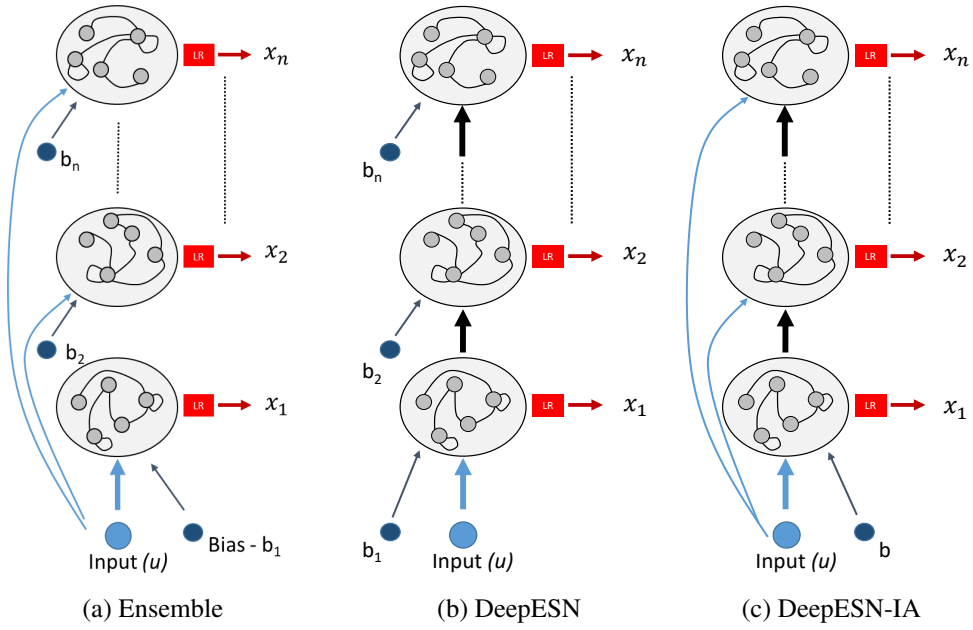 LR
x_n
b_n
LR
x_2
b_2
LR
x_1
Input (u)
Bias - b_1
(a) Ensemble
LR
x_n
b_n
LR
x_2
b_2
LR
x_1
b_1
Input (u)
(b) DeepESN
LR
x_n
LR
x_2
LR
x_1
Input (u)
b
(c) DeepESN-IA